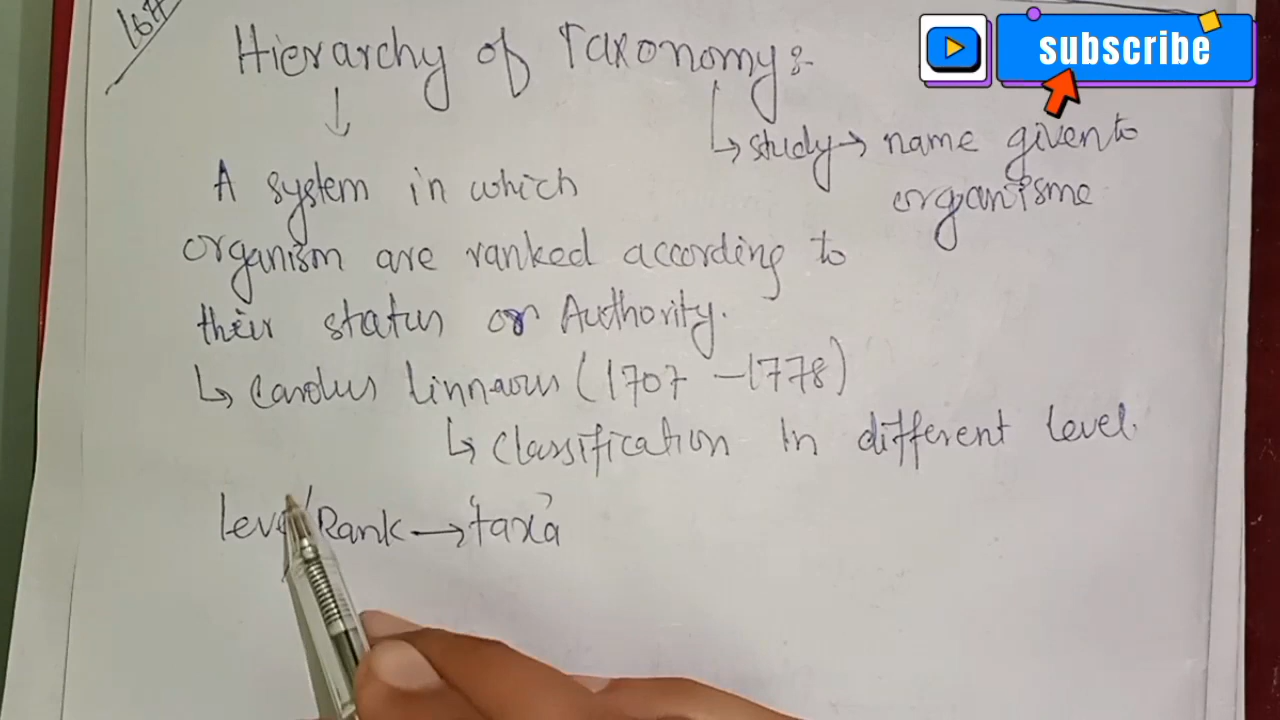 Hierarchy of Taxonomy:-
subscribe
↳ study → name given to
organisme
A system in which
organism are ranked according to
their status or Authority.
↳ Carolus linnaous (1707 - 1778)
↳ classification In different level.
level/Rank → 'taxa'